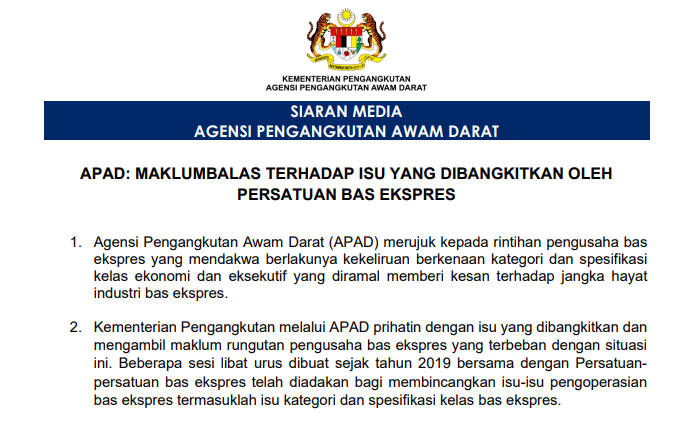 KEMENTERIAN PENGANGKUTAN
AGENSI PENGANGKUTAN AWAM DARAT
SIARAN MEDIA
AGENSI PENGANGKUTAN AWAM DARAT
APAD: MAKLUMBALAS TERHADAP ISU YANG DIBANGKITKAN OLEH
PERSATUAN BAS EKSPRES
1. Agensi Pengangkutan Awam Darat (APAD) merujuk kepada rintihan pengusaha bas
ekspres yang mendakwa berlakunya kekeliruan berkenaan kategori dan spesifikasi
kelas ekonomi dan eksekutif yang diramal memberi kesan terhadap jangka hayat
industri bas ekspres.
2. Kementerian Pengangkutan melalui APAD prihatin dengan isu yang dibangkitkan dan
mengambil maklum rungutan pengusaha bas ekspres yang terbeban dengan situasi
ini. Beberapa sesi libat urus dibuat sejak tahun 2019 bersama dengan Persatuan-
persatuan bas ekspres telah diadakan bagi membincangkan isu-isu pengoperasian
bas ekspres termasuklah isu kategori dan spesifikasi kelas bas ekspres.